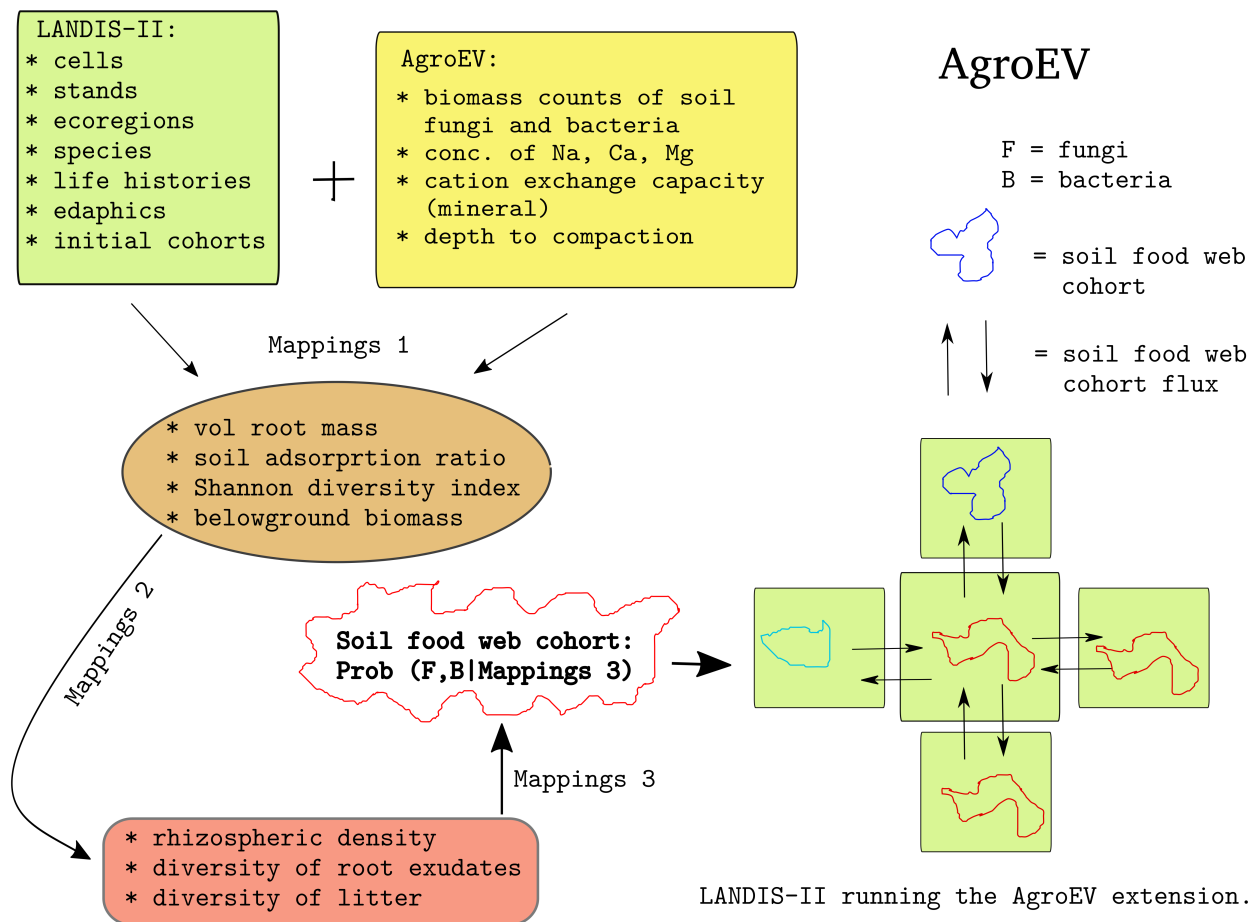 LANDIS-II:
* cells
* stands
* ecoregions
* species
* life histories
* edaphics
* initial cohorts
+
AgroEV:
* biomass counts of soil
fungi and bacteria
* conc. of Na, Ca, Mg
* cation exchange capacity
(mineral)
* depth to compaction
AgroEV
F = fungi
B = bacteria
= soil food web
cohort
= soil food web
cohort flux
Mappings 1
* vol root mass
* soil adsorprtion ratio
* Shannon diversity index
* belowground biomass
Mappings 2
Soil food web cohort:
Prob (F,B|Mappings 3)
Mappings 3
* rhizospheric density
* diversity of root exudates
* diversity of litter
LANDIS-II running the AgroEV extension.